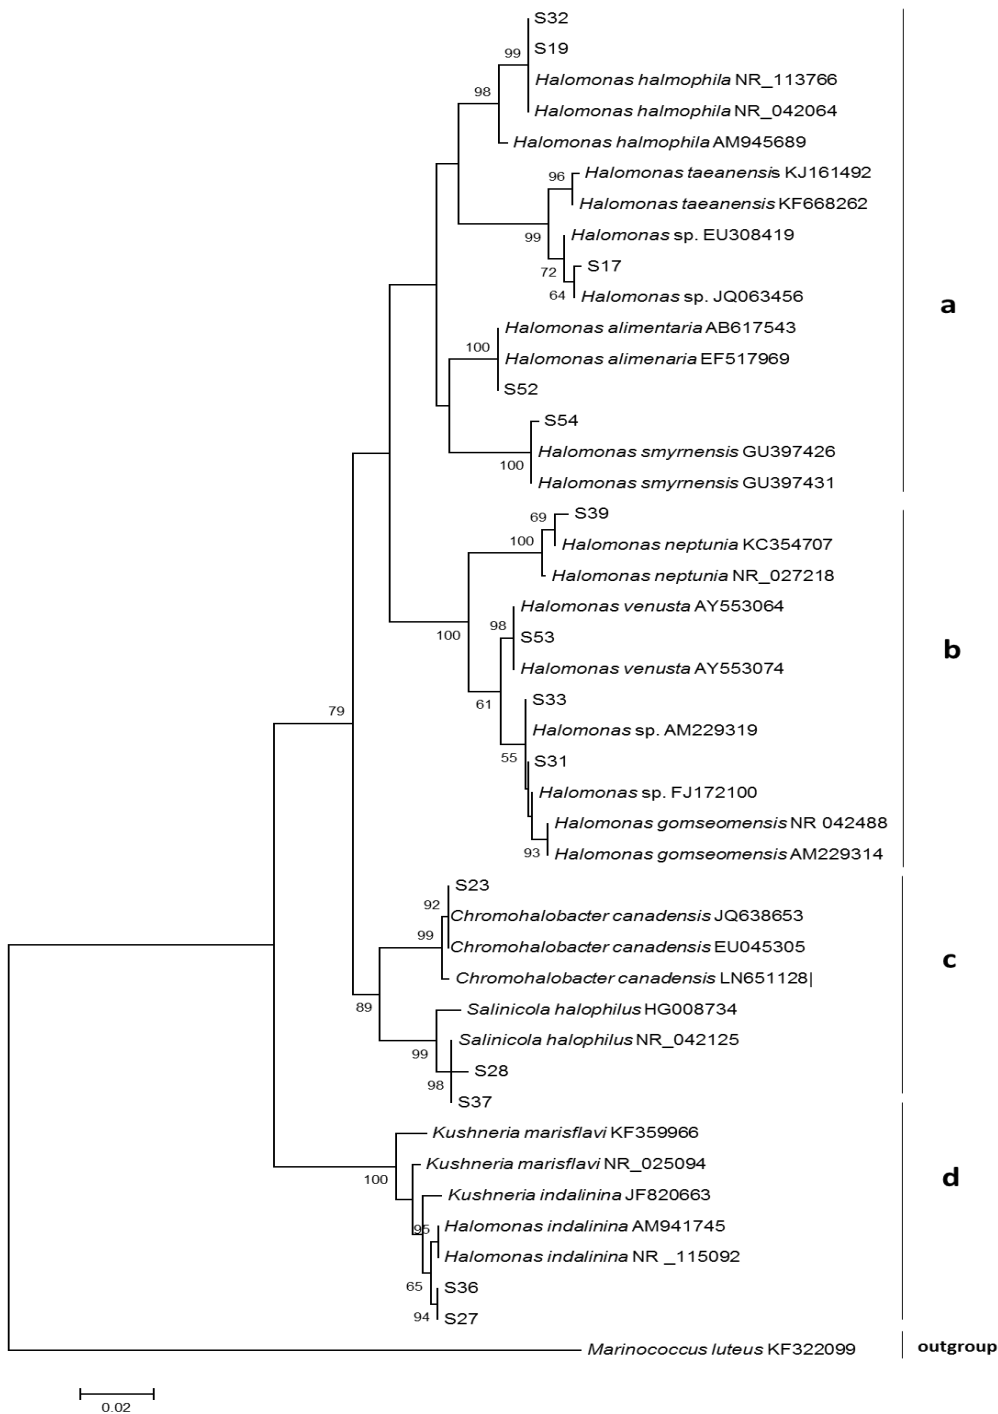 S32
S19
99
Halomonas halmophila NR_113766
98
Halomonas halmophila NR_042064
Halomonas halmophila AM945689
96
Halomonas taeanensis KJ161492
Halomonas taeanensis KF668262
99
Halomonas sp. EU308419
72
S17
64
Halomonas sp. JQ063456
a
Halomonas alimentaria AB617543
100
Halomonas alimenaria EF517969
S52
S54
Halomonas smyrnensis GU397426
100
Halomonas smyrnensis GU397431
69
S39
100
Halomonas neptunia KC354707
Halomonas neptunia NR_027218
Halomonas venusta AY553064
98
S53
100
b
Halomonas venusta AY553074
61
S33
79
Halomonas sp. AM229319
55
S31
Halomonas sp. FJ172100
Halomonas gomseomensis NR 042488
93
Halomonas gomseomensis AM229314
S23
92
Chromohalobacter canadensis JQ638653
99
Chromohalobacter canadensis EU045305
c
Chromohalobacter canadensis LN651128|
89
Salinicola halophilus HG008734
Salinicola halophilus NR_042125
99
S28
98
S37
Kushneria marisflavi KF359966
Kushneria marisflavi NR_025094
100
d
Kushneria indalinina JF820663
95
Halomonas indalinina AM941745
Halomonas indalinina NR _115092
65
S36
94
S27
Marinococcus luteus KF322099
outgroup
0.02